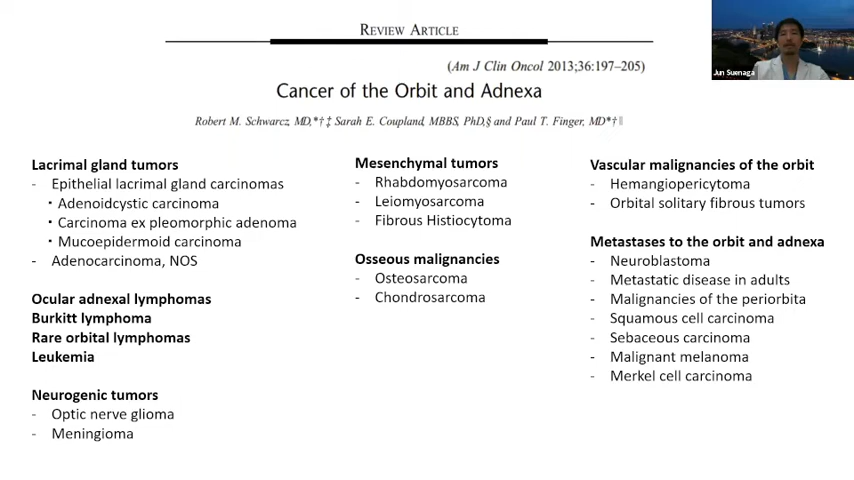 REVIEW ARTICLE
(Am J Clin Oncol 2013;36:197–205)
Cancer of the Orbit and Adnexa
Robert M. Schwarcz, MD,*†‡ Sarah E. Coupland, MBBS, PhD,§ and Paul T. Finger, MD*†∥
Jun Suenaga
Lacrimal gland tumors
- Epithelial lacrimal gland carcinomas
・Adenoidcystic carcinoma
・Carcinoma ex pleomorphic adenoma
・Mucoepidermoid carcinoma
- Adenocarcinoma, NOS
Ocular adnexal lymphomas
Burkitt lymphoma
Rare orbital lymphomas
Leukemia
Neurogenic tumors
- Optic nerve glioma
- Meningioma
Mesenchymal tumors
- Rhabdomyosarcoma
- Leiomyosarcoma
- Fibrous Histiocytoma
Osseous malignancies
- Osteosarcoma
- Chondrosarcoma
Vascular malignancies of the orbit
- Hemangiopericytoma
- Orbital solitary fibrous tumors
Metastases to the orbit and adnexa
- Neuroblastoma
- Metastatic disease in adults
- Malignancies of the periorbita
- Squamous cell carcinoma
- Sebaceous carcinoma
- Malignant melanoma
- Merkel cell carcinoma